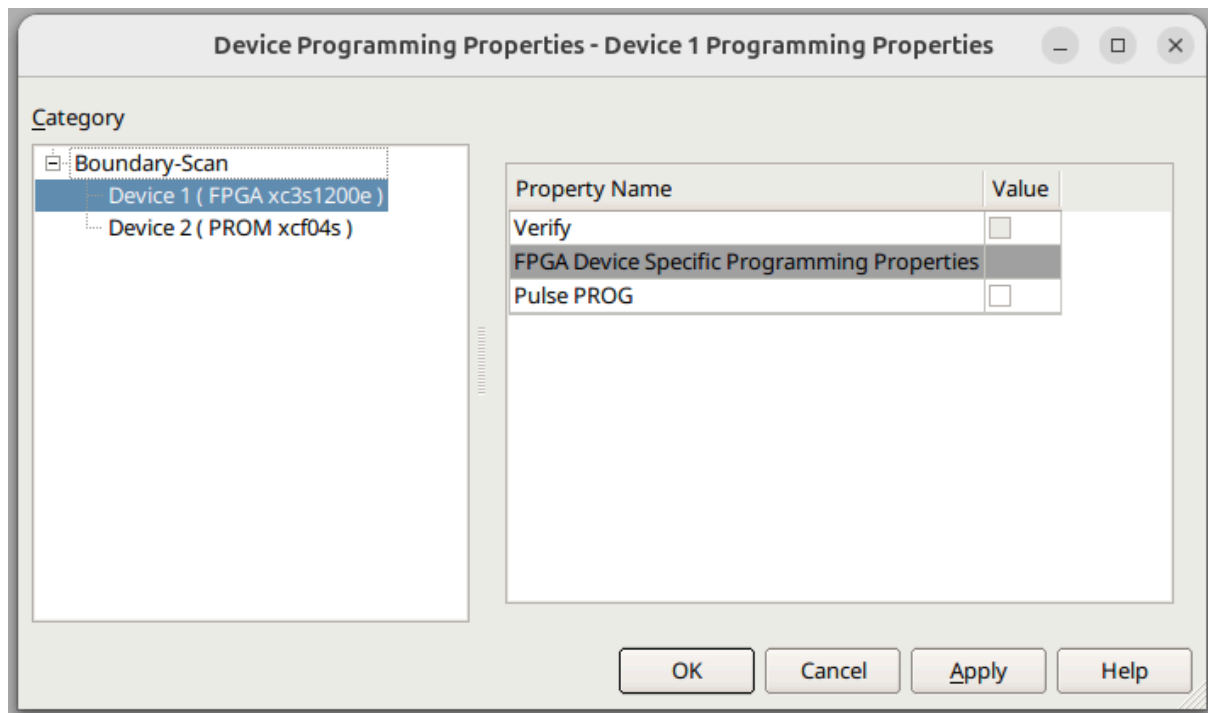 Device Programming Properties - Device 1 Programming Properties
Category
Boundary-Scan
Device 1 ( FPGA xc3s1200e )
Device 2 ( PROM xcf04s )
Property Name Value
Verify
FPGA Device Specific Programming Properties
Pulse PROG
OK Cancel Apply Help